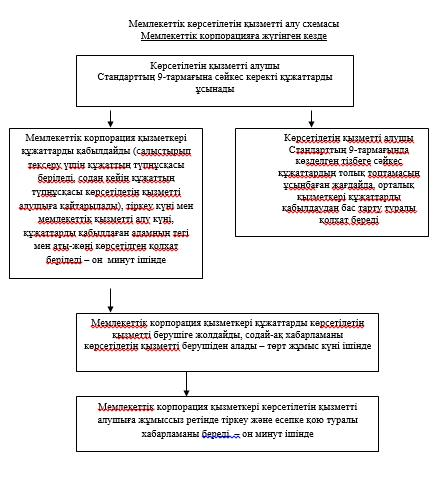 Мемлекеттік көрсетілетін қызметті алу схемасы
Мемлекеттік корпорацияға жүгінген кезде
Көрсетілетін қызметті алушы
Стандарттың 9-тармағына сәйкес керекті құжаттарды
ұсынады
Мемлекеттік корпорация қызметкері
құжаттарды қабылдайды (салыстырып
тексеру үшін құжаттың түпнұсқасы
беріледі, содан кейін құжаттың
түпнұсқасы көрсетілетін қызметті
алушыға қайтарылады), тіркеу күні мен
мемлекеттік қызметті алу күні,
құжаттарды қабылдаған адамның тегі
мен аты-жөні көрсетілген қолхат
беріледі – он минут ішінде
Көрсетілетін қызметті алушы
Стандарттың 9-тармағында
көзделген тізбеге сәйкес
құжаттардың толық топтамасын
ұсынбаған жағдайда, орталық
қызметкері құжаттарды
қабылдаудан бас тарту туралы
қолхат береді
Мемлекеттік корпорация қызметкері құжаттарды көрсетілетін
қызметті берушіге жолдайды, содай-ақ хабарламаны
көрсетілетін қызметті берушіден алады – төрт жұмыс күні ішінде
Мемлекеттік корпорация қызметкері көрсетілетін қызметті
алушыға жұмыссыз ретінде тіркеу және есепке қою туралы
хабарламаны береді – он минут ішінде